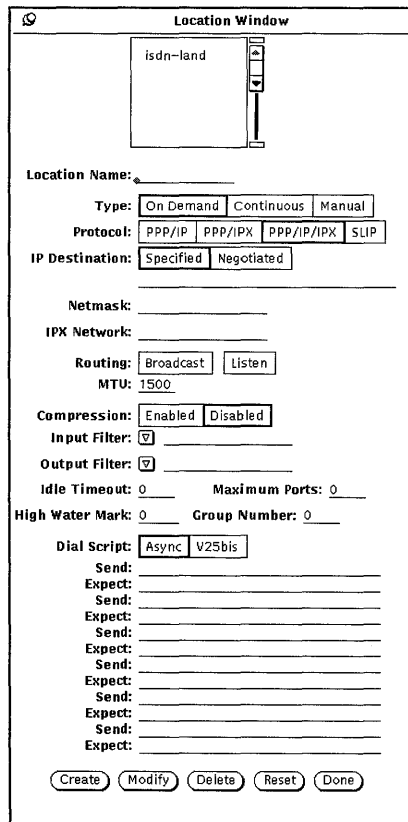 Location Window
isdn-land
Location Name:
Type: On Demand Continuous Manual
Protocol: PPP/IP PPP/IPX PPP/IP/IPX SLIP
IP Destination: Specified Negotiated
Netmask:
IPX Network:
Routing: Broadcast Listen
MTU: 1500
Compression: Enabled Disabled
Input Filter:
Output Filter:
Idle Timeout: 0 Maximum Ports: 0
High Water Mark: 0 Group Number: 0
Dial Script: Async V25bis
Send:
Expect:
Send:
Expect:
Send:
Expect:
Send:
Expect:
Send:
Expect:
Send:
Expect:
Create Modify Delete Reset Done